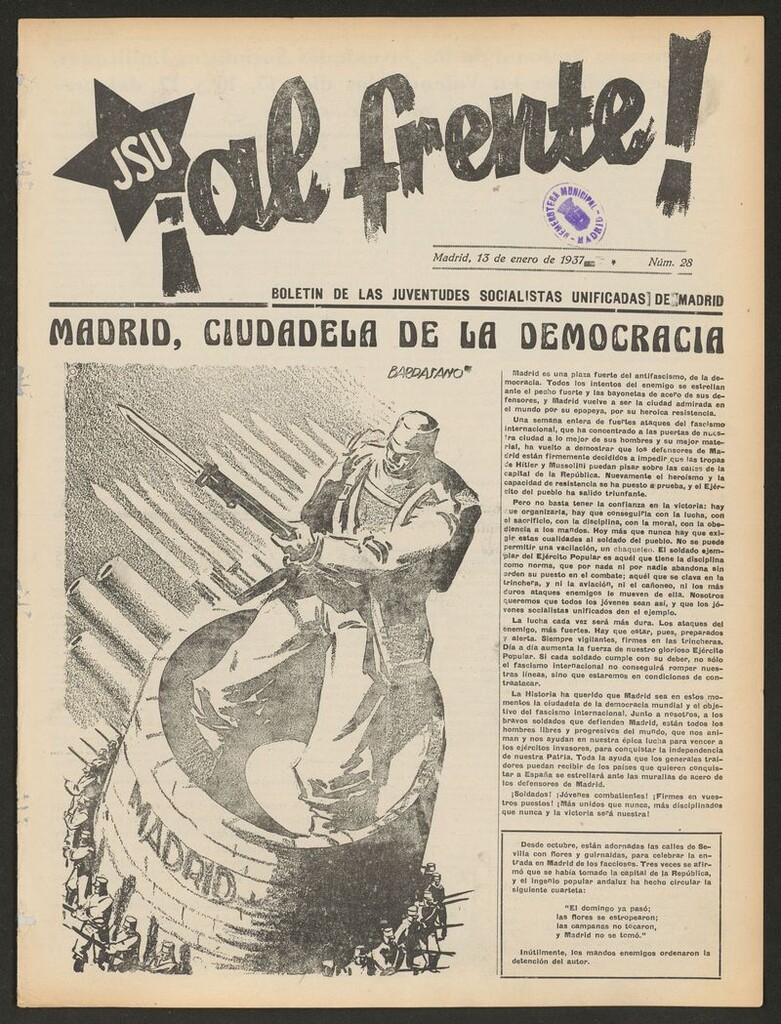 JSU
¡al frente!
HEMEROTECA MUNICIPAL - MADRID -
Madrid, 13 de enero de 1937
Núm. 28
BOLETIN DE LAS JUVENTUDES SOCIALISTAS UNIFICADAS DE MADRID
MADRID, CIUDADELA DE LA DEMOCRACIA
BARDASANO
MADRID
Madrid es una plaza fuerte del antifascismo, de la de-
mocracia. Todos los intentos del enemigo se estrellan
ante el pecho fuerte y las bayonetas de acero de sus de-
fensores, y Madrid vuelve a ser la ciudad admirada en
el mundo por su epopeya, por su heroica resistencia.
Una semana entera de fuertes ataques del fascismo
internacional, que ha concentrado a las puertas de nues-
tra ciudad a lo mejor de sus hombres y su mejor mate-
rial, ha vuelto a demostrar que los defensores de Ma-
drid están firmemente decididos a impedir que las tropas
de Hitler y Mussolini puedan pisar sobre las calles de la
capital de la República. Nuevamente el heroísmo y la
capacidad de resistencia se ha puesto a prueba, y el Ejér-
cito del pueblo ha salido triunfante.
Pero no basta tener la confianza en la victoria: hay
que organizarla, hay que conseguirla con la lucha, con
el sacrificio, con la disciplina, con la moral, con la obe-
diencia a los mandos. Hoy más que nunca hay que exi-
gir estas cualidades al soldado del pueblo. No se puede
permitir una vacilación, un chaqueteo. El soldado ejem-
plar del Ejército Popular es aquél que tiene la disciplina
como norma, que por nada ni por nadie abandona sin
orden su puesto en el combate; aquél que se clava en la
trinchera, y ni la aviación, ni el cañoneo, ni los más
duros ataques enemigos le mueven de ella. Nosotros
queremos que todos los jóvenes sean así, y que los jó-
venes socialistas unificados den el ejemplo.
La lucha cada vez será más dura. Los ataques del
enemigo, más fuertes. Hay que estar, pues, preparados
y alerta. Siempre vigilantes, firmes en las trincheras.
Día a día aumenta la fuerza de nuestro glorioso Ejército
Popular. Si cada soldado cumple con su deber, no sólo
el fascismo internacional no conseguirá romper nues-
tras líneas, sino que estaremos en condiciones de con-
traatacar.
La Historia ha querido que Madrid sea en estos mo-
mentos la ciudadela de la democracia mundial y el obje-
tivo del fascismo internacional. Junto a nosotros, a los
bravos soldados que defienden Madrid, están todos los
hombres libres y progresivos del mundo, que nos ani-
man y nos ayudan en nuestra épica lucha para vencer a
los ejércitos invasores, para conquistar la independencia
de nuestra Patria. Toda la ayuda que los generales trai-
dores puedan recibir de los países que quieren conquis-
tar a España se estrellará ante las murallas de acero de
los defensores de Madrid.
¡Soldados! ¡Jóvenes combatientes! ¡Firmes en vues-
tros puestos! ¡Más unidos que nunca, más disciplinados
que nunca y la victoria será nuestra!
Desde octubre, están adornadas las calles de Se-
villa con flores y guirnaldas, para celebrar la en-
trada en Madrid de los facciosos. Tres veces se afir-
mó que se había tomado la capital de la República,
y el ingenio popular andaluz ha hecho circular la
siguiente cuarteta:
"El domingo ya pasó;
las flores se estropearon;
las campanas no tocaron,
y Madrid no se tomó."
Inútilmente, los mandos enemigos ordenaron la
detención del autor.